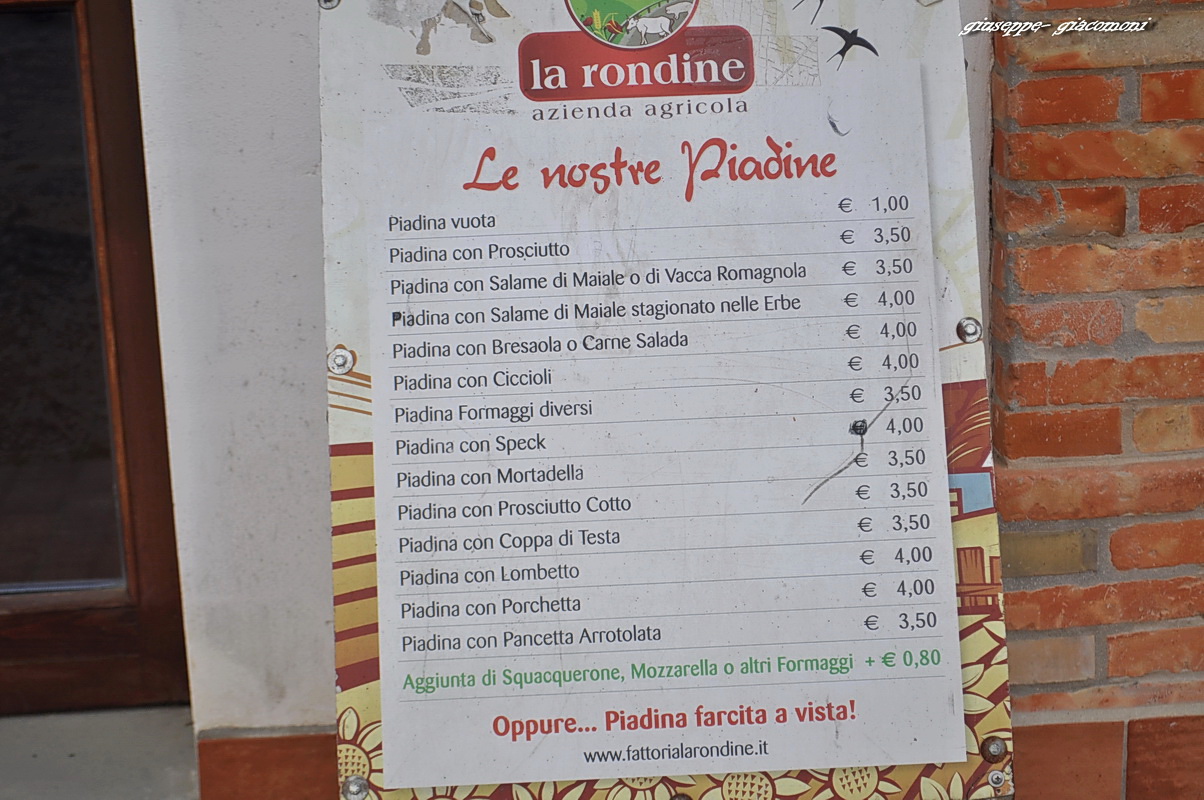 giuseppe- giacomoni
la rondine
azienda agricola
Le nostre Piadine
Piadina vuota € 1,00
Piadina con Prosciutto € 3,50
Piadina con Salame di Maiale o di Vacca Romagnola € 3,50
Piadina con Salame di Maiale stagionato nelle Erbe € 4,00
Piadina con Bresaola o Carne Salada € 4,00
Piadina con Ciccioli € 4,00
Piadina Formaggi diversi € 3,50
Piadina con Speck € 4,00
Piadina con Mortadella € 3,50
Piadina con Prosciutto Cotto € 3,50
Piadina con Coppa di Testa € 3,50
Piadina con Lombetto € 4,00
Piadina con Porchetta € 4,00
Piadina con Pancetta Arrotolata € 3,50
Aggiunta di Squacquerone, Mozzarella o altri Formaggi + € 0,80
Oppure... Piadina farcita a vista!
www.fattorialarondine.it